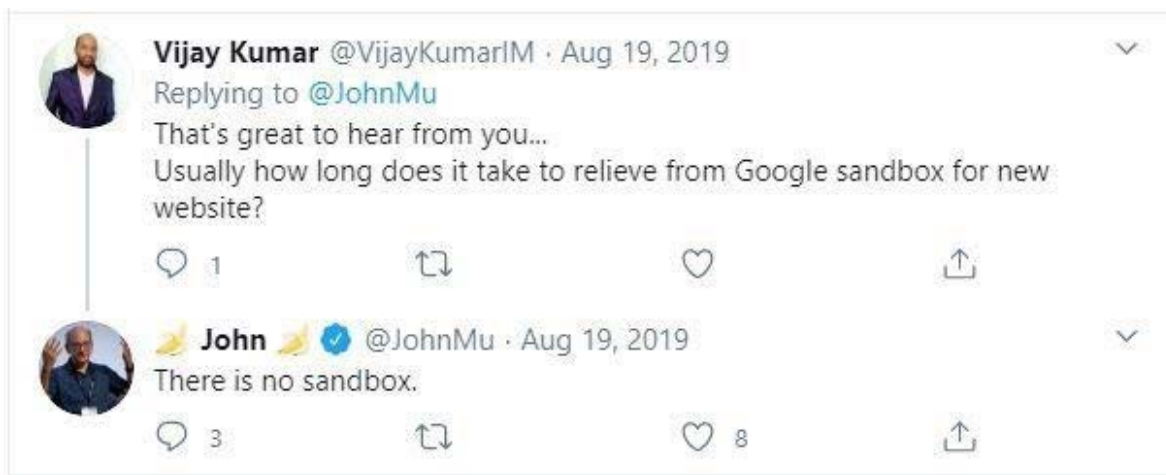 Vijay Kumar @VijayKumarIM · Aug 19, 2019
Replying to @JohnMu
That's great to hear from you...
Usually how long does it take to relieve from Google sandbox for new
website?
1
🍌 John 🍌 @JohnMu · Aug 19, 2019
There is no sandbox.
3 8